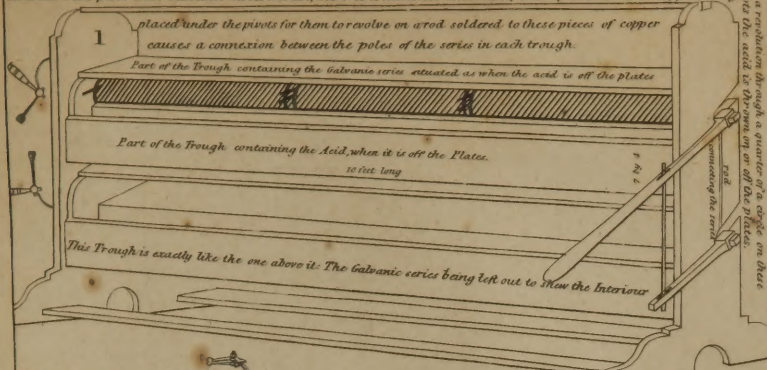 1
placed under the pivots for them to revolve on a rod soldered to these pieces of copper
causes a connexion between the poles of the series in each trough.
Part of the Trough containing the Galvanic series situated as when the acid is off the plates
Part of the Trough containing the Acid, when it is off the Plates.
10 feet long
This Trough is exactly like the one above it: The Galvanic series being left out to shew the Interiour
rod
connecting the series
a revolution through a quarter of a circle on these
the acid is thrown on or off the plates.